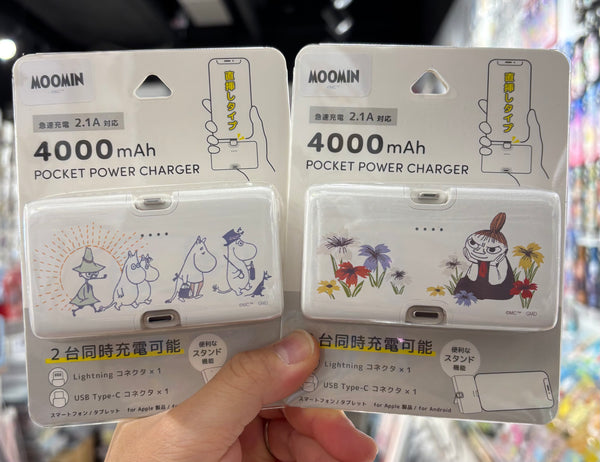 MOOMIN
©MC™
直挿しタイプ
急速充電 2.1A 対応
4000mAh
POCKET POWER CHARGER
2台同時充電可能
便利な
スタンド
機能
Lightning コネクタ × 1
USB Type-C コネクタ × 1
スマートフォン/タブレット for Apple 製品 / for
MOOMIN
©MC™
直挿しタイプ
急速充電 2.1A 対応
4000mAh
POCKET POWER CHARGER
©MC™ GMD
2台同時充電可能
便利な
スタンド
機能
Lightning コネクタ × 1
USB Type-C コネクタ × 1
スマートフォン/タブレット for Apple 製品 / for Android